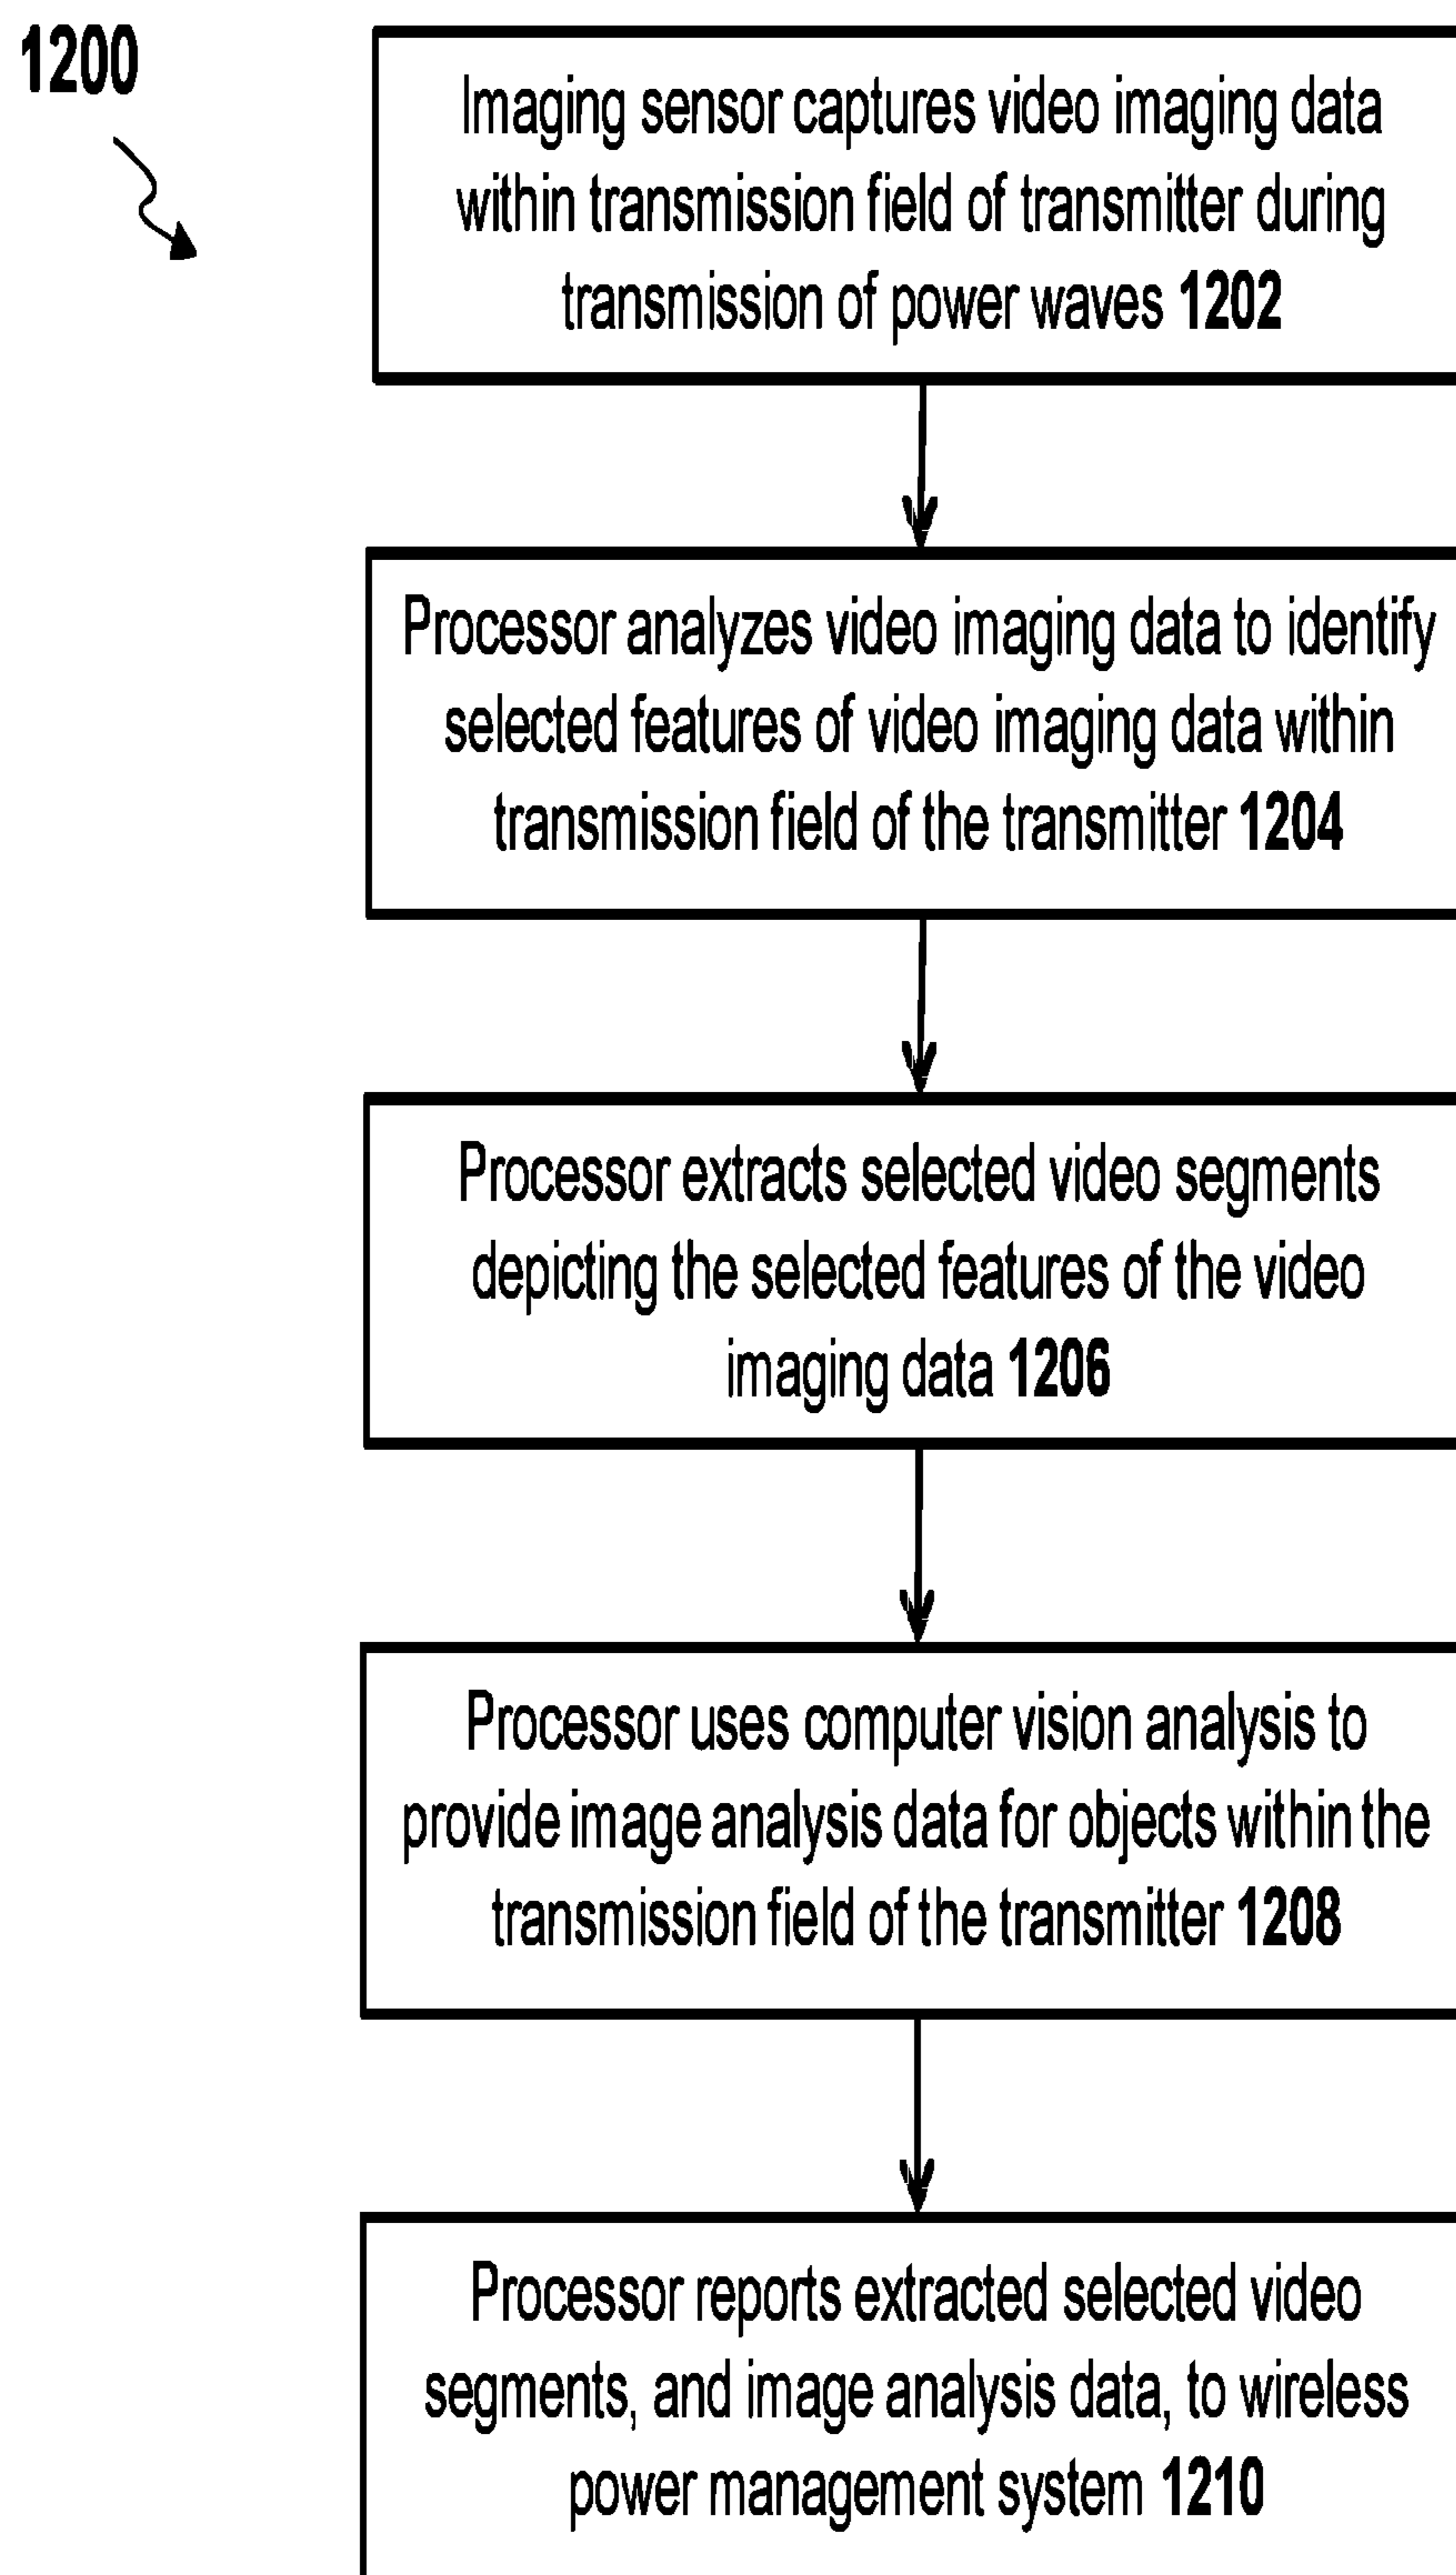 1200
Imaging sensor captures video imaging data
within transmission field of transmitter during
transmission of power waves 1202
Processor analyzes video imaging data to identify
selected features of video imaging data within
transmission field of the transmitter 1204
Processor extracts selected video segments
depicting the selected features of the video
imaging data 1206
Processor uses computer vision analysis to
provide image analysis data for objects within the
transmission field of the transmitter 1208
Processor reports extracted selected video
segments, and image analysis data, to wireless
power management system 1210